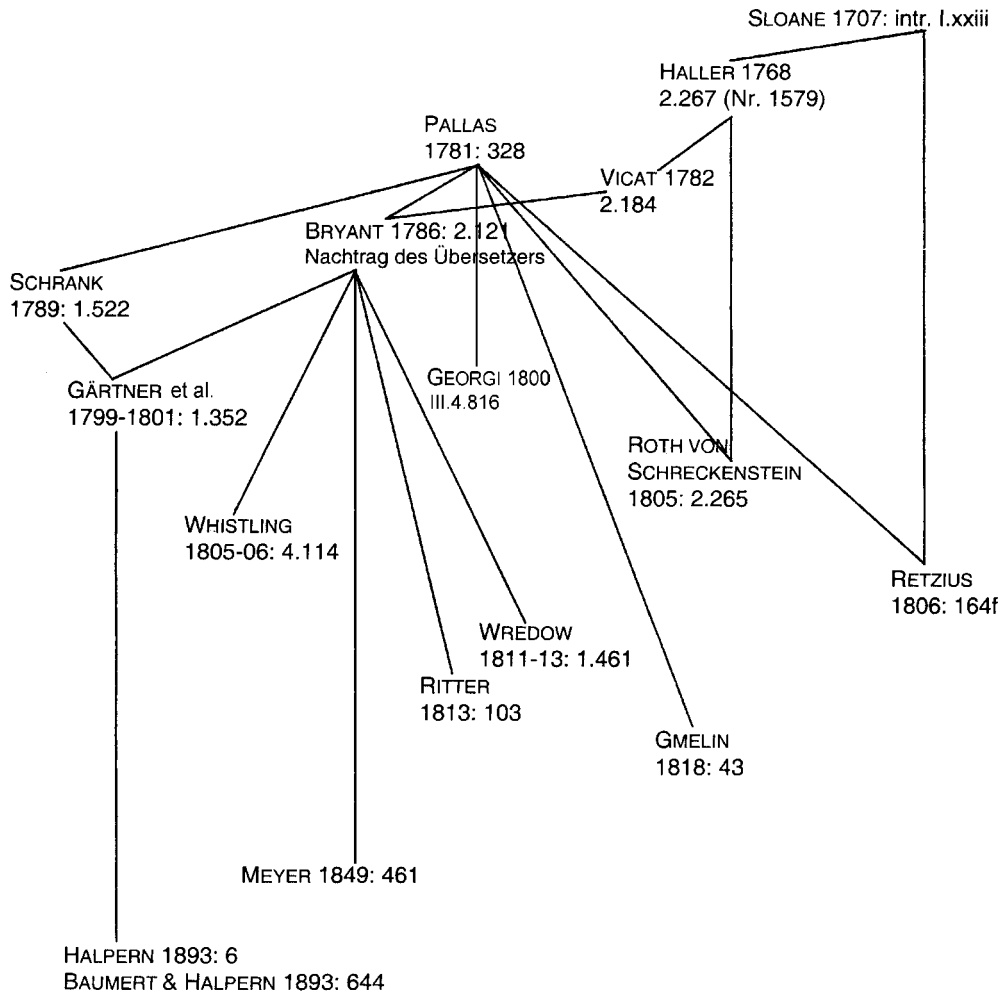 SLOANE 1707: intr. I.xxiii
HALLER 1768
2.267 (Nr. 1579)
PALLAS
1781: 328
VICAT 1782
2.184
BRYANT 1786: 2.121
Nachtrag des Übersetzers
SCHRANK
1789: 1.522
GÄRTNER et al.
1799-1801: 1.352
GEORGI 1800
III.4.816
ROTH VON
SCHRECKENSTEIN
1805: 2.265
WHISTLING
1805-06: 4.114
RETZIUS
1806: 164f
WREDOW
1811-13: 1.461
RITTER
1813: 103
GMELIN
1818: 43
MEYER 1849: 461
HALPERN 1893: 6
BAUMERT & HALPERN 1893: 644